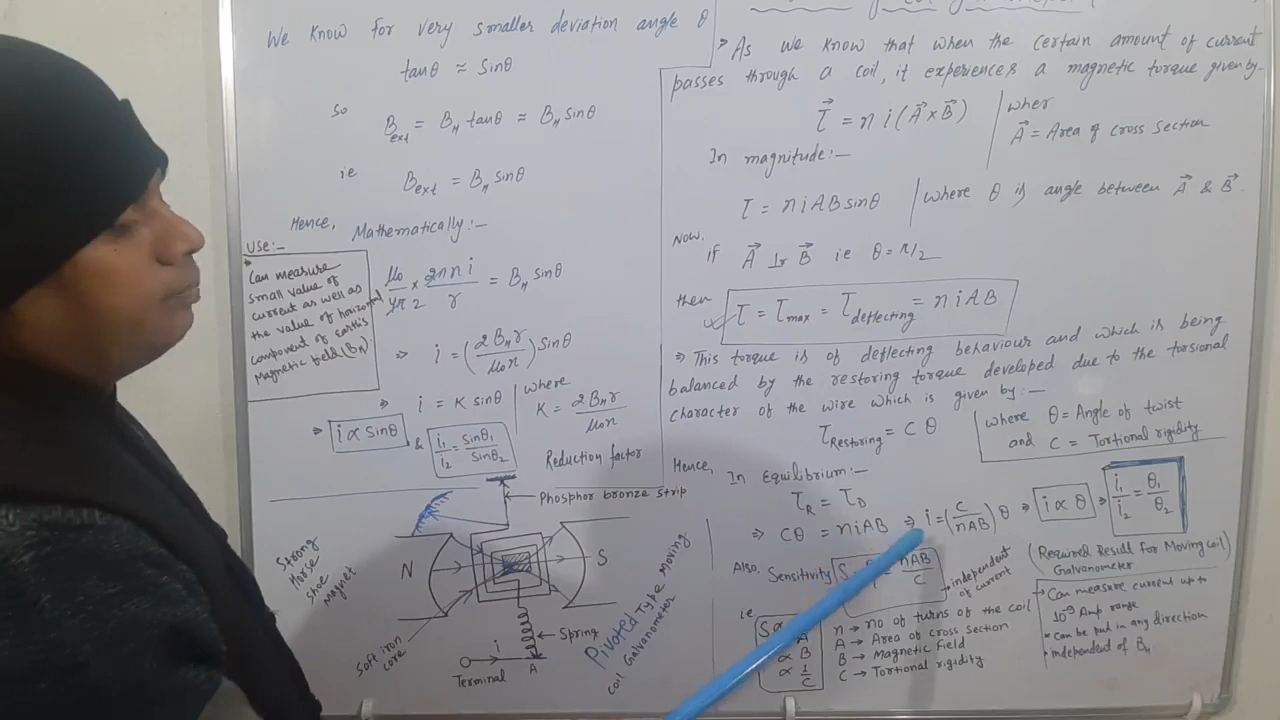 We know for very smaller deviation angle θ
tanθ ≈ Sinθ
so
B_ext = B_H tanθ ≈ B_H Sinθ
ie
B_ext = B_H Sinθ
Hence, Mathematically:-
Use:-
Can measure
small value of
current as well as
the value of horizontal
component of earth's
Magnetic field (B_H).
μ₀/4π₂ × 2πni/r = B_H Sinθ
⇒ i = (2B_H r/μ₀n) Sinθ
⇒ i = K Sinθ | where K = 2B_H r/μ₀n
⇒ i ∝ Sinθ & i₁/i₂ = Sinθ₁/Sinθ₂
Reduction factor
Phosphor bronze strip
Strong
Horse
shoe
magnet
N
S
Soft iron
core
Spring
i
Terminal
A
Pivoted Type moving
coil Galvanometer
⇒ As we know that when the certain amount of current
passes through a coil, it experiences a magnetic torque given by-
τ⃗ = n i (A⃗ × B⃗) | wher
A⃗ = Area of cross section
In magnitude:-
τ = n i A B sinθ | where θ is angle between A⃗ & B⃗.
Now,
if A⃗ ⊥r B⃗ ie θ = π/2
then τ = τ_max = τ_deflecting = n i A B
⇒ This torque is of deflecting behaviour and which is being
balanced by the restoring torque developed due to the torsional
character of the wire which is given by:-
τ_Restoring = C θ | where θ = Angle of twist
and C = Tortional rigidity
Hence,
In Equilibrium:-
τ_R = τ_D
⇒ Cθ = niAB ⇒ i = (C/nAB) θ ⇒ i ∝ θ ⇒ i₁/i₂ = θ₁/θ₂
(Required Result for Moving coil
Galvanometer)
Also, Sensitivity S nAB/C → independent
of current
ie
S ∝
A
∝ B
∝ 1/C
n → no of turns of the coil
A → Area of cross section
B → Magnetic Field
C → Tortional rigidity
Can measure current up to
10⁻⁹ Amp range
• Can be put in any direction
• Independent of B_H